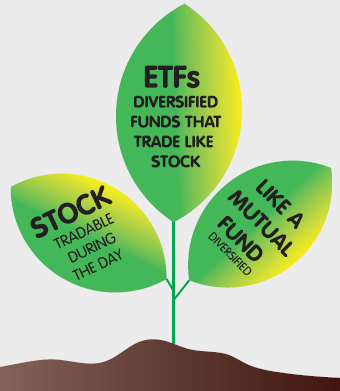 ETFs
DIVERSIFIED
FUNDS THAT
TRADE LIKE
STOCK
STOCK
TRADABLE
DURING
THE DAY
LIKE A
MUTUAL
FUND
DIVERSIFIED